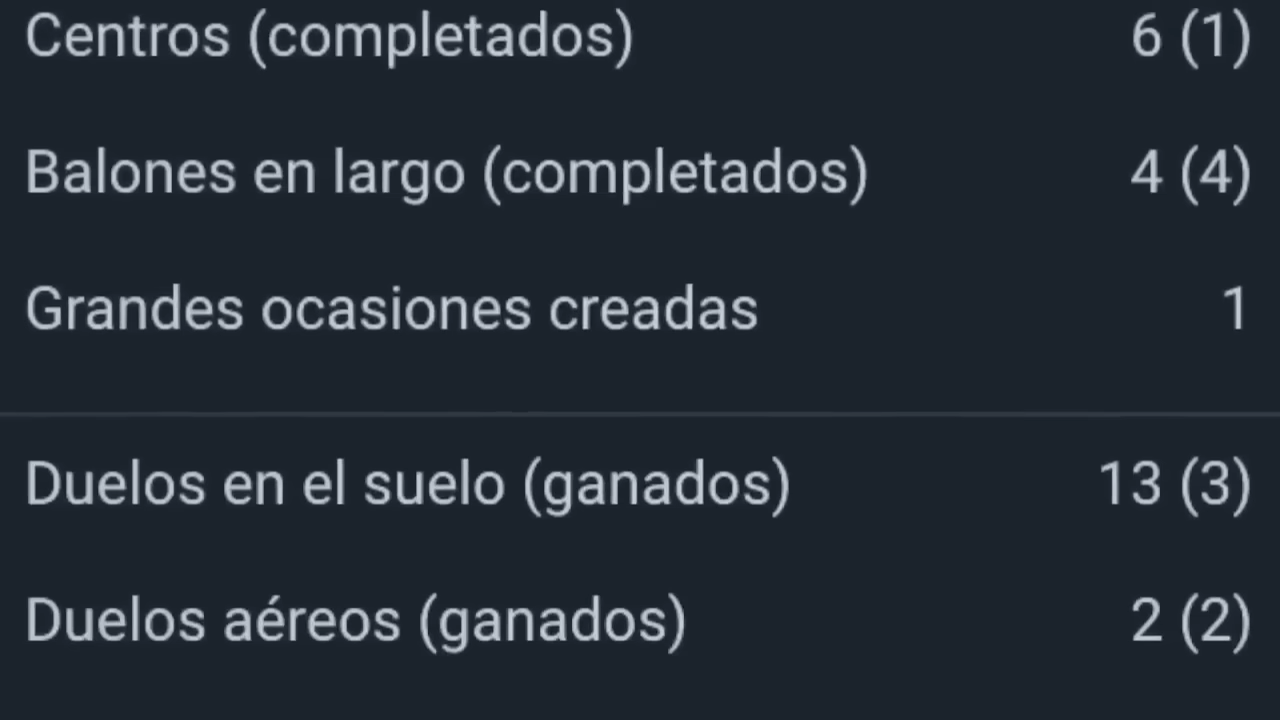 Centros (completados) 6 (1)
Balones en largo (completados) 4 (4)
Grandes ocasiones creadas 1
Duelos en el suelo (ganados) 13 (3)
Duelos aéreos (ganados) 2 (2)